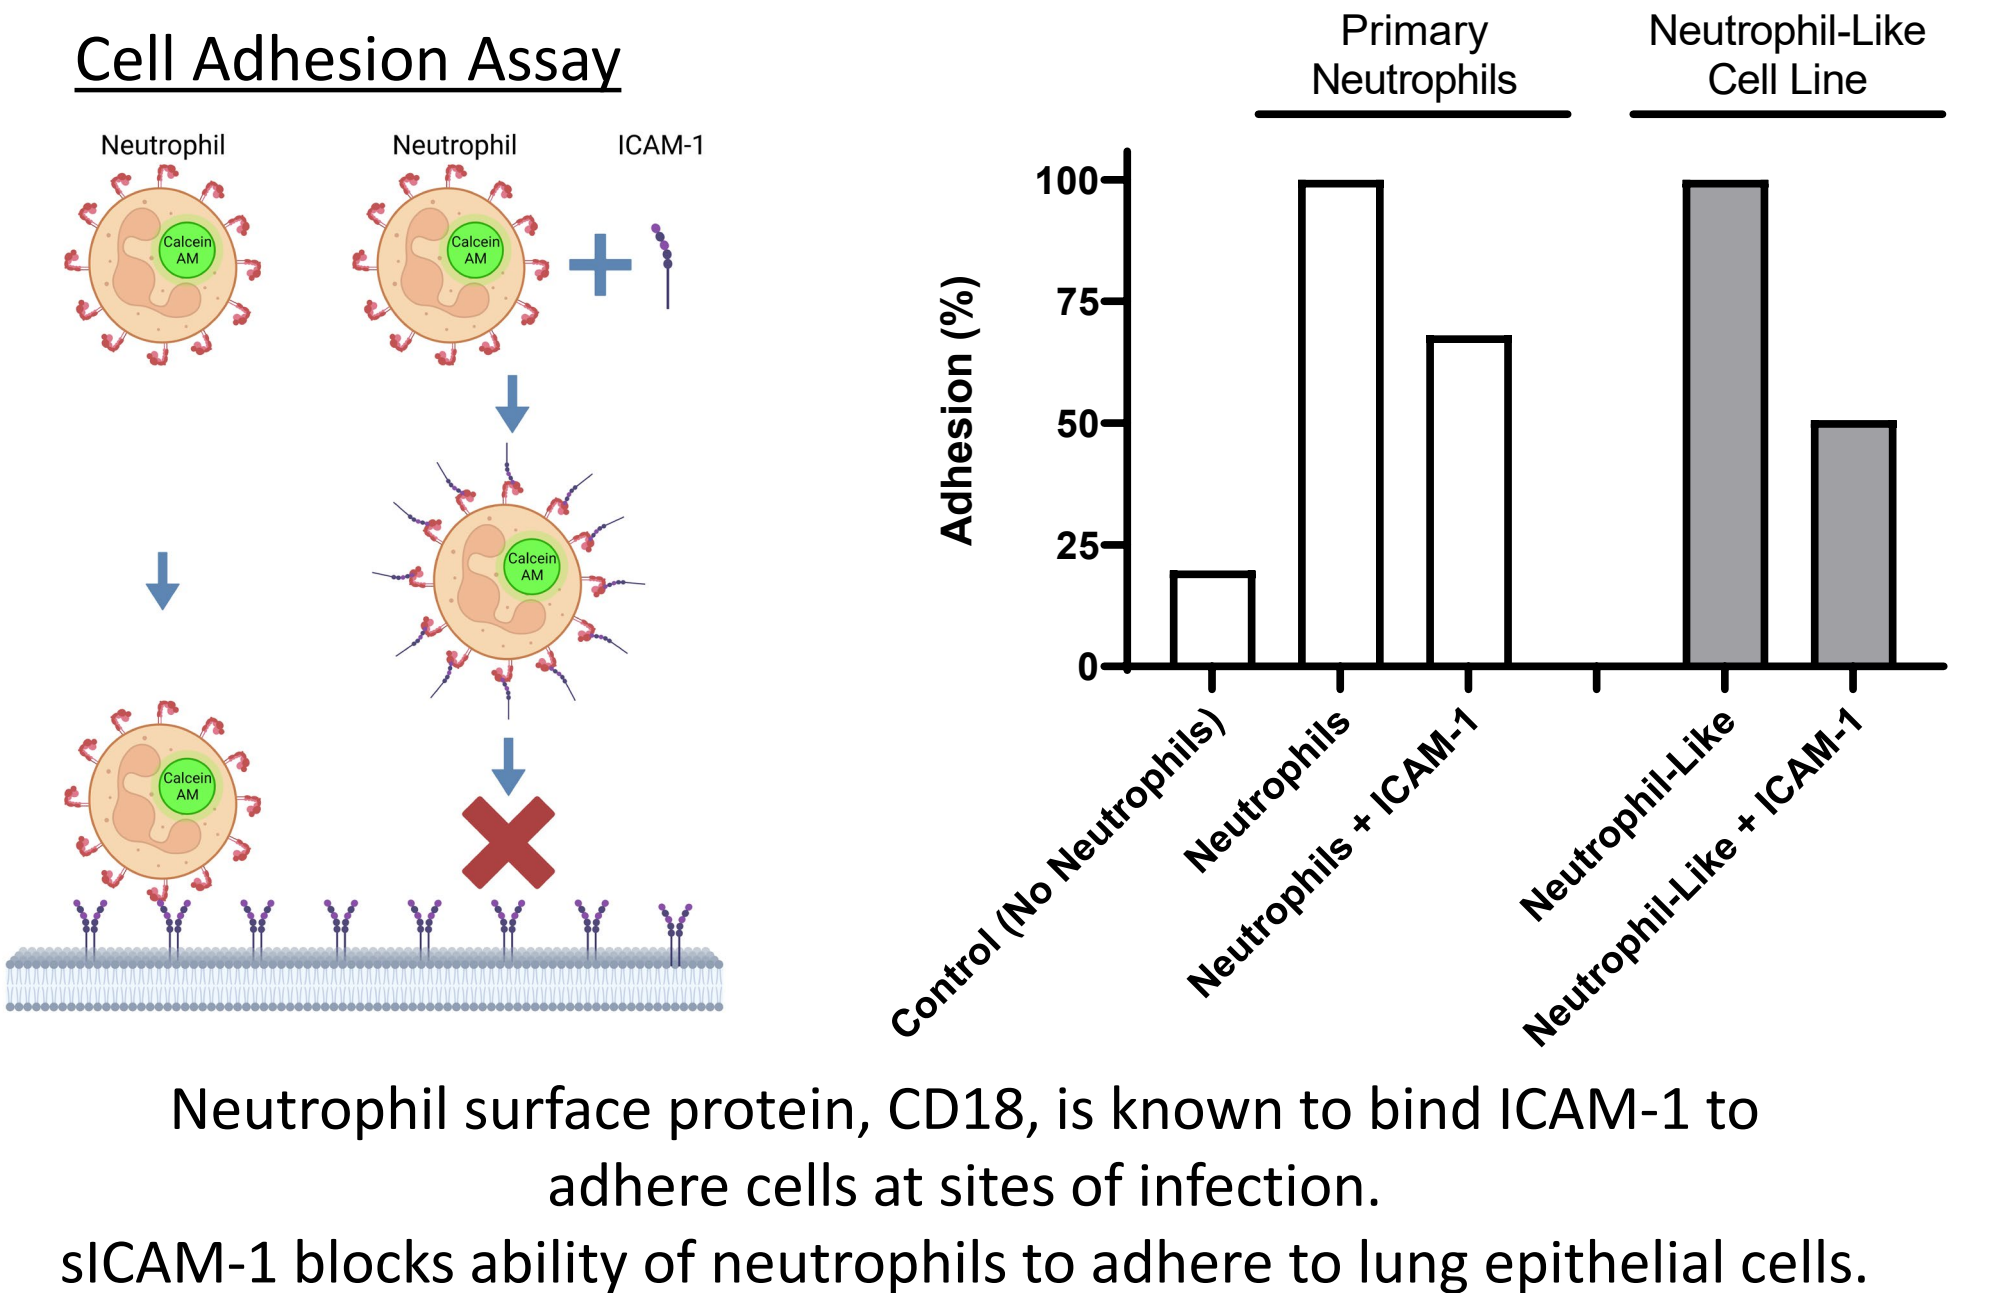 Cell Adhesion Assay
Neutrophil
Neutrophil
ICAM-1
Calcein
AM
Calcein
AM
Calcein
AM
Calcein
AM
Primary
Neutrophils
Neutrophil-Like
Cell Line
Adhesion (%)
100
75
50
25
0
Control (No Neutrophils)
Neutrophils
Neutrophils + ICAM-1
Neutrophil-Like
Neutrophil-Like + ICAM-1
Neutrophil surface protein, CD18, is known to bind ICAM-1 to
adhere cells at sites of infection.
sICAM-1 blocks ability of neutrophils to adhere to lung epithelial cells.